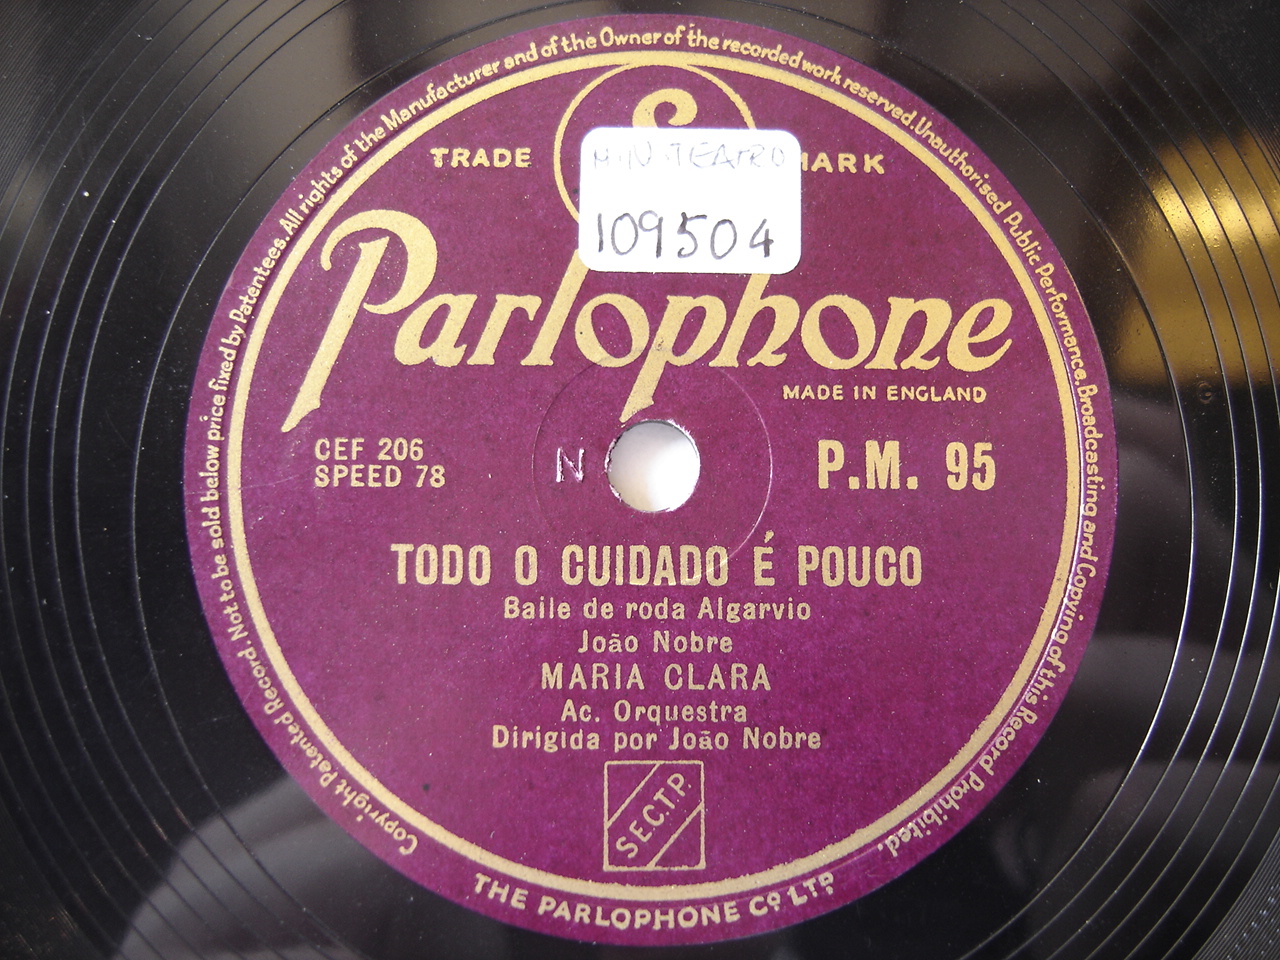 Copyright Patented Record. Not to be sold below price fixed by Patentees. All rights of the Manufacturer and of the Owner of the recorded work reserved. Unauthorised Public Performance, Broadcasting and Copying of this Record Prohibited.
TRADE MARK
TEATRO
109504
Parlophone
MADE IN ENGLAND
CEF 206
SPEED 78
N
P.M. 95
TODO O CUIDADO É POUCO
Baile de roda Algarvio
João Nobre
MARIA CLARA
Ac. Orquestra
Dirigida por João Nobre
S.E.C.T.P.
THE PARLOPHONE Co LTD